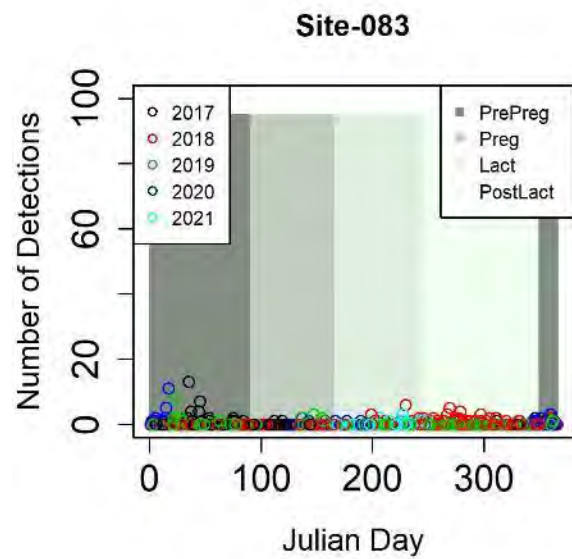 Site-083
Number of Detections
100
60
20
0
2017
2018
2019
2020
2021
PrePreg
Preg
Lact
PostLact
0
100
200
300
Julian Day